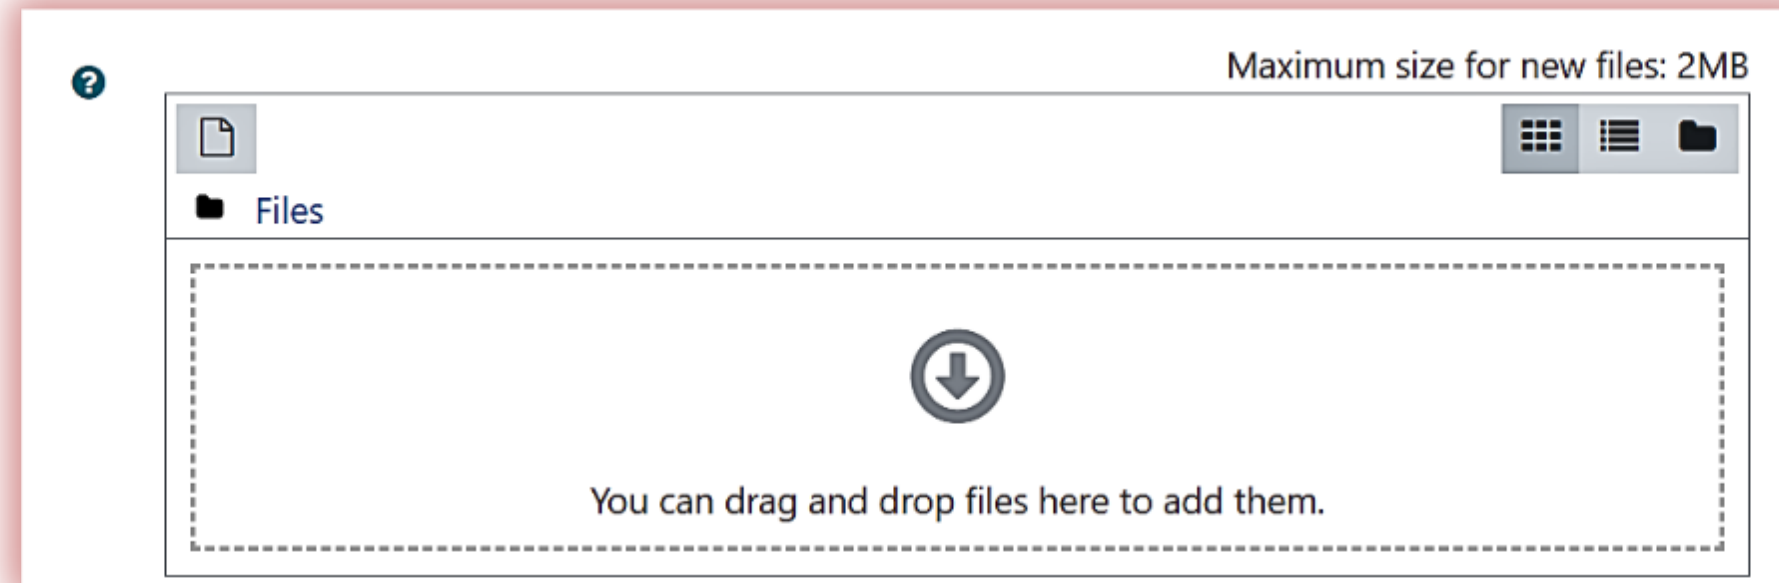 Maximum size for new files: 2MB
Files
You can drag and drop files here to add them.